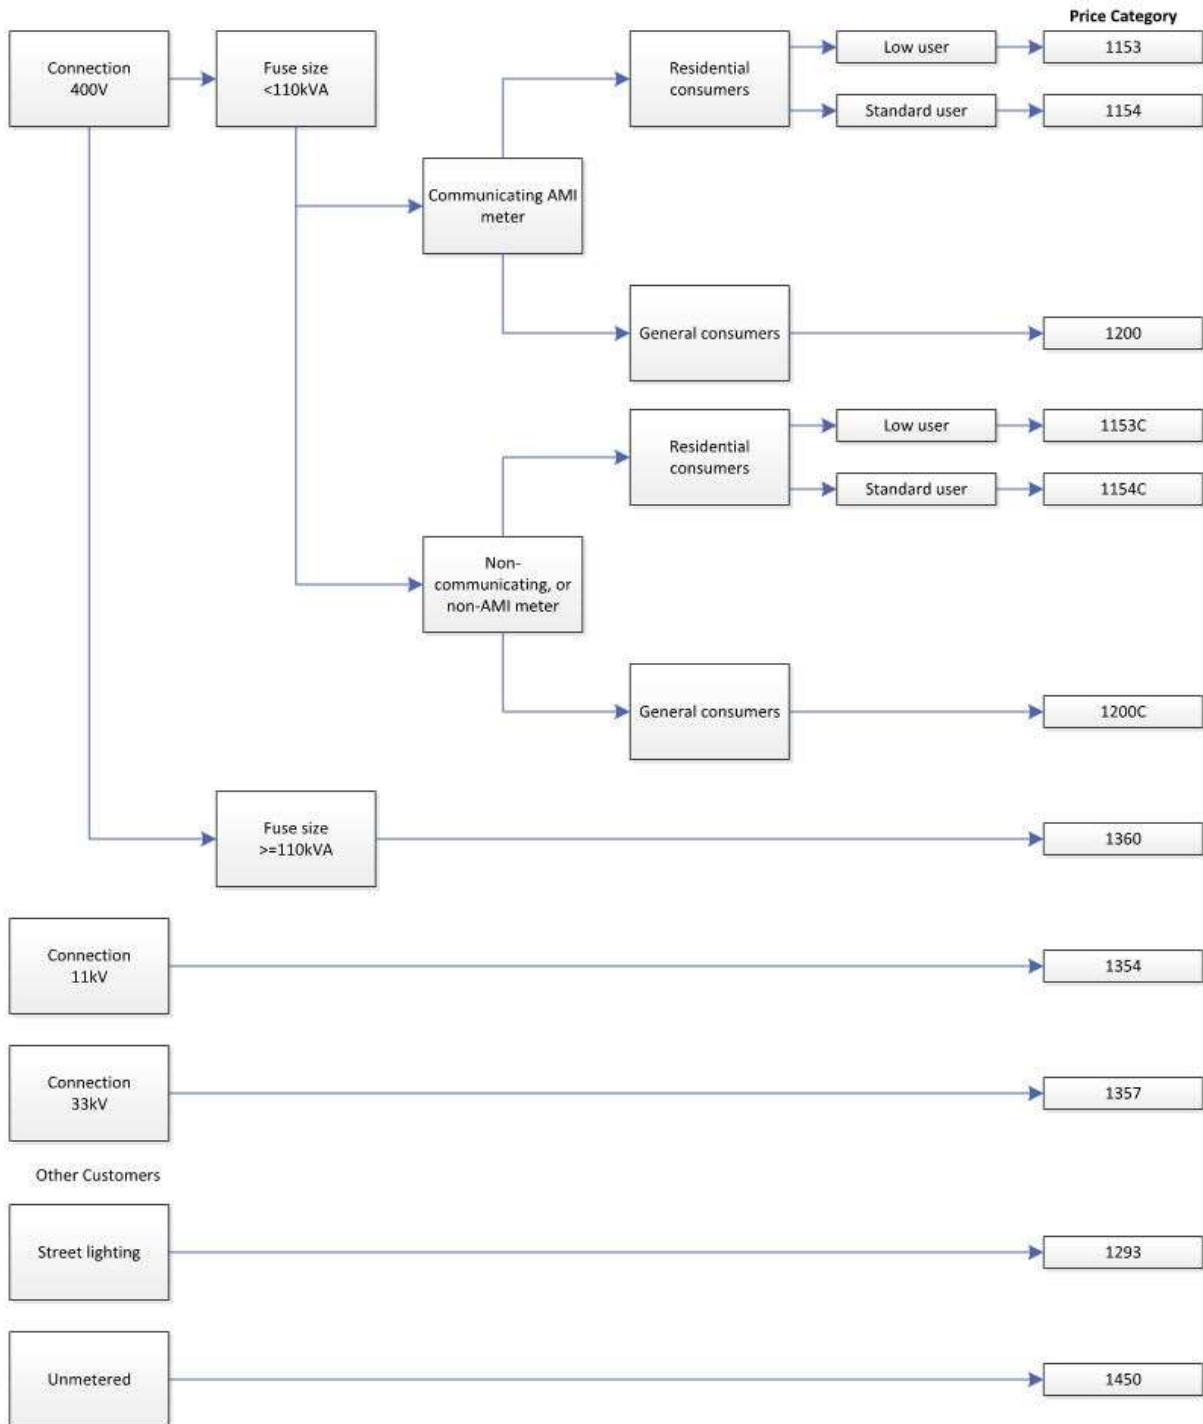 Price Category
Connection
400V
Fuse size
<110kVA
Residential
consumers
Low user
1153
Standard user
1154
Communicating AMI
meter
General consumers
1200
Residential
consumers
Low user
1153C
Standard user
1154C
Non-
communicating, or
non-AMI meter
General consumers
1200C
Fuse size
>=110kVA
1360
Connection
11kV
1354
Connection
33kV
1357
Other Customers
Street lighting
1293
Unmetered
1450